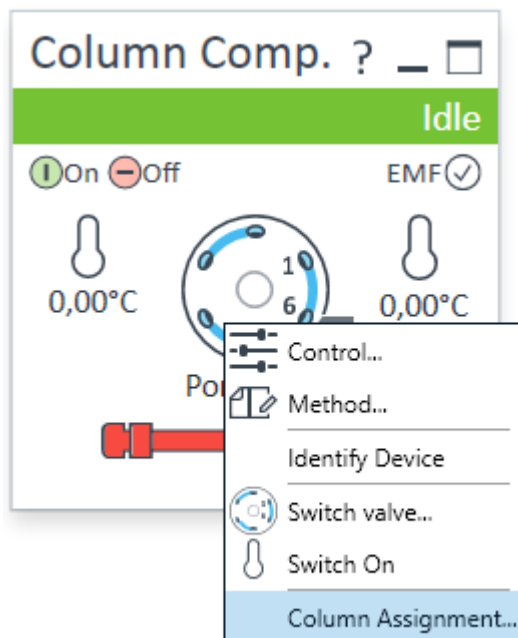 Column Comp. ?
Idle
On Off EMF
0,00°C 0,00°C
1
6
Control...
Method...
Identify Device
Switch valve...
Switch On
Column Assignment...